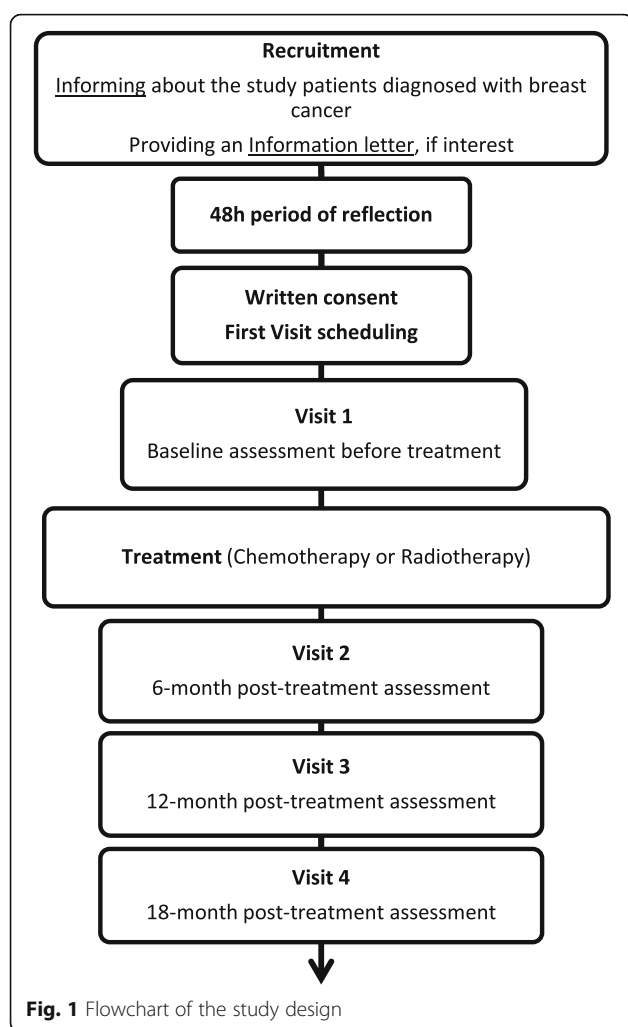 Recruitment
Informing about the study patients diagnosed with breast
cancer
Providing an Information letter, if interest
48h period of reflection
Written consent
First Visit scheduling
Visit 1
Baseline assessment before treatment
Treatment (Chemotherapy or Radiotherapy)
Visit 2
6-month post-treatment assessment
Visit 3
12-month post-treatment assessment
Visit 4
18-month post-treatment assessment
Fig. 1 Flowchart of the study design